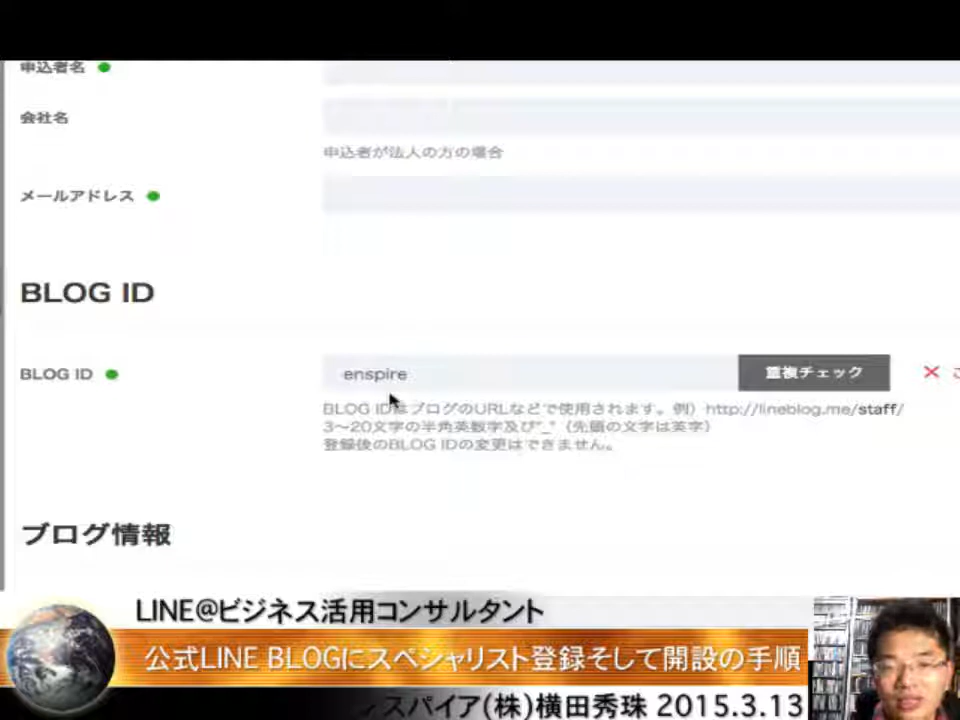 申込者名
会社名
申込者が法人の方の場合
メールアドレス
BLOG ID
BLOG ID
enspire
重複チェック
BLOG IDはブログのURLなどで使用されます。例）http://lineblog.me/staff/
3〜20文字の半角英数字及び"_"（先頭の文字は英字）
登録後のBLOG IDの変更はできません。
ブログ情報
LINE@ビジネス活用コンサルタント
公式LINE BLOGにスペシャリスト登録そして開設の手順
スパイア(株)横田秀珠 2015.3.13